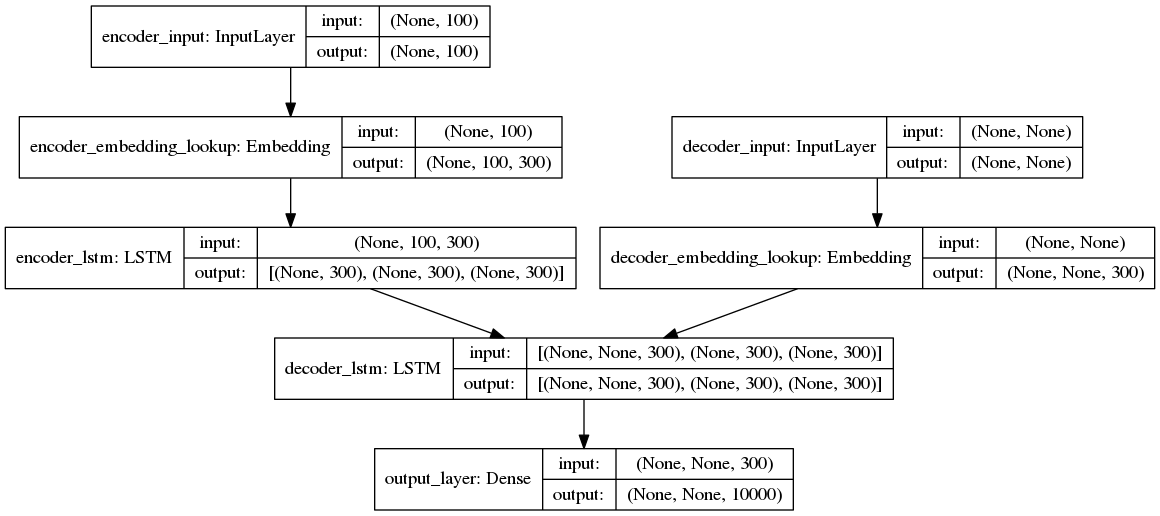 encoder_input: InputLayer
input: (None, 100)
output: (None, 100)
encoder_embedding_lookup: Embedding
input: (None, 100)
output: (None, 100, 300)
decoder_input: InputLayer
input: (None, None)
output: (None, None)
encoder_lstm: LSTM
input: (None, 100, 300)
output: [(None, 300), (None, 300), (None, 300)]
decoder_embedding_lookup: Embedding
input: (None, None)
output: (None, None, 300)
decoder_lstm: LSTM
input: [(None, None, 300), (None, 300), (None, 300)]
output: [(None, None, 300), (None, 300), (None, 300)]
output_layer: Dense
input: (None, None, 300)
output: (None, None, 10000)